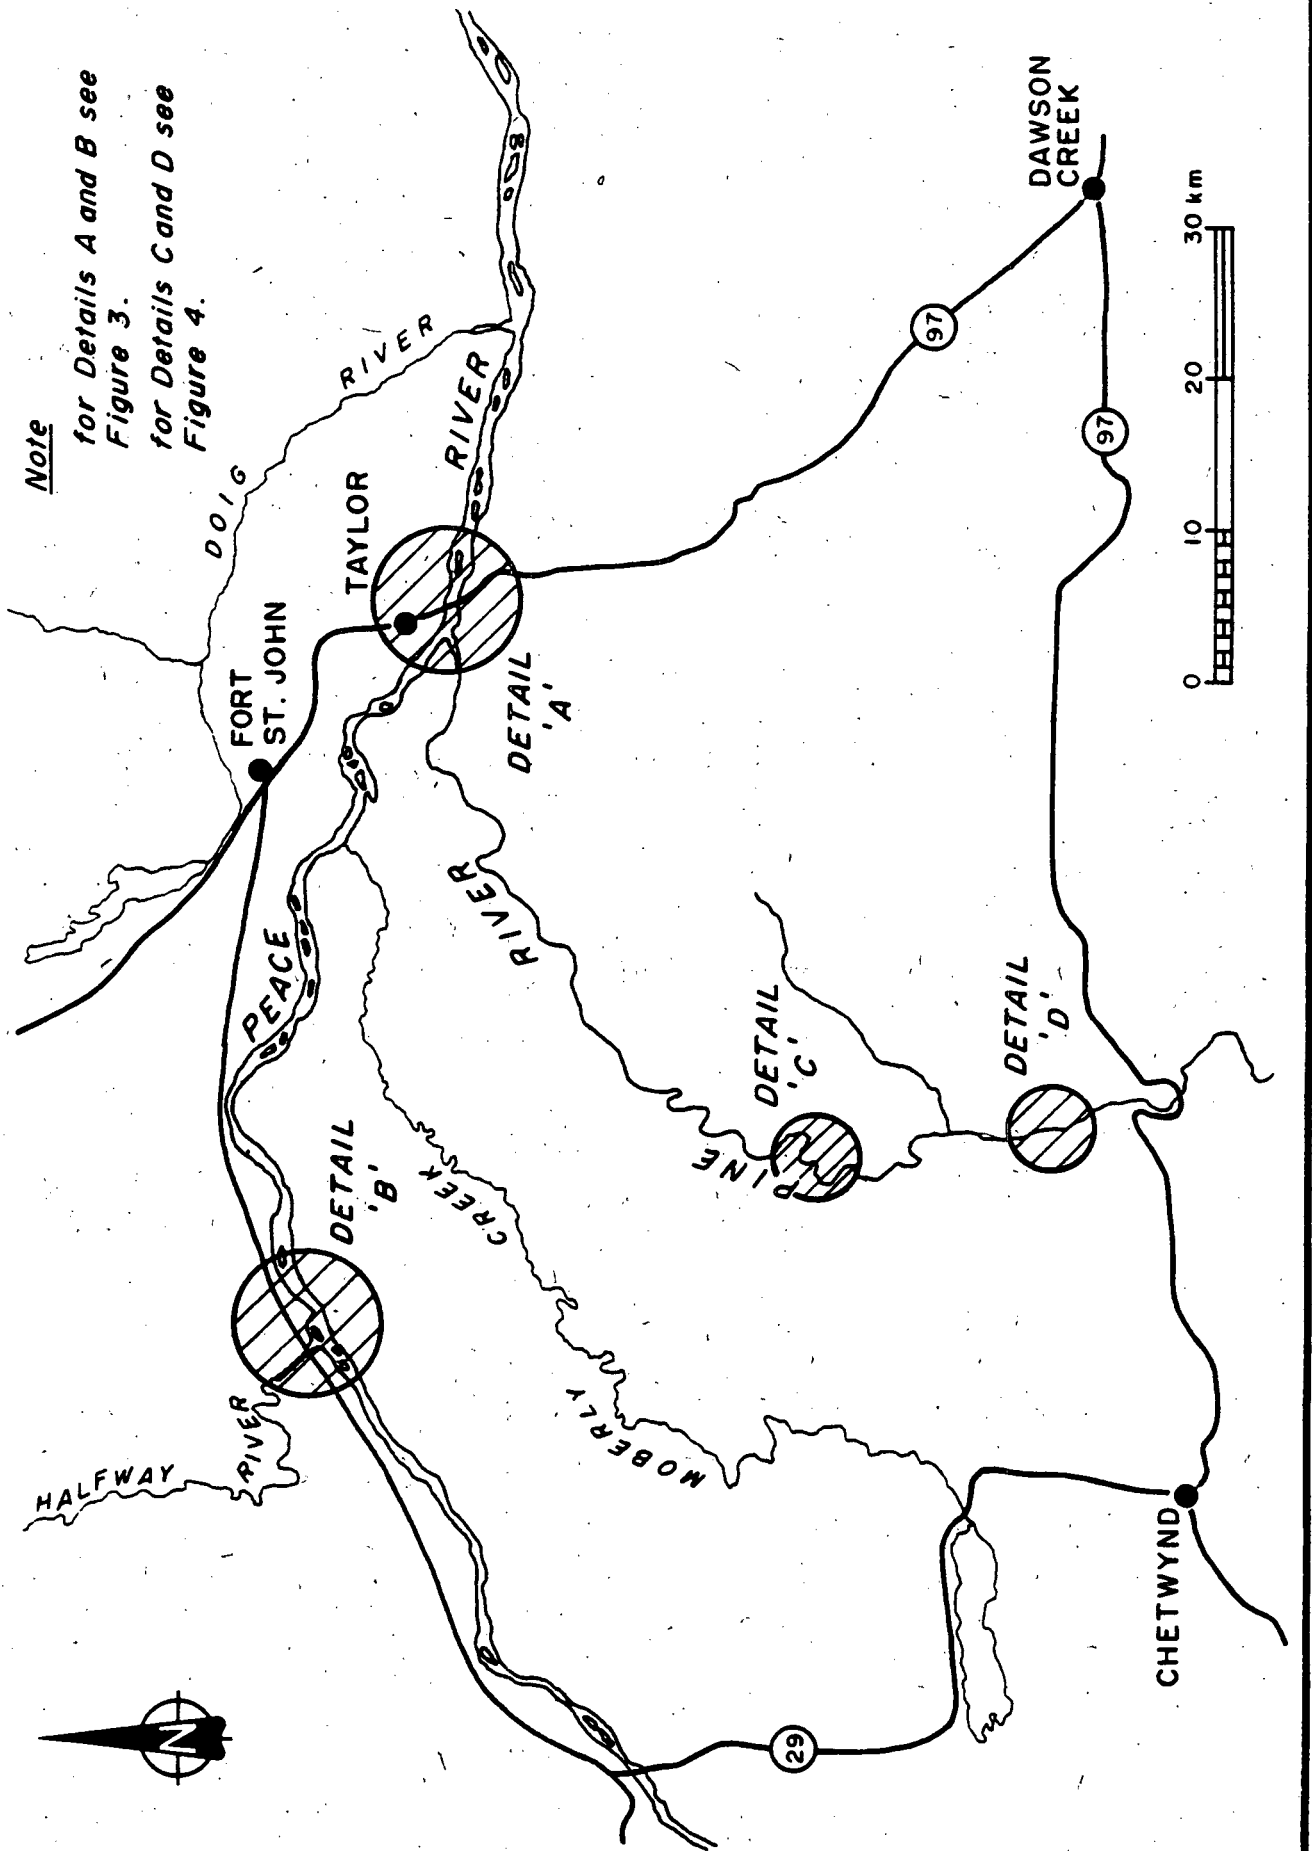 Note
for Details A and B see
Figure 3.
for Details C and D see
Figure 4.
N
HALFWAY
RIVER
PEACE
RIVER
DOIG
RIVER
FORT
ST. JOHN
TAYLOR
DETAIL
'A'
DETAIL
'B'
MOBERLY
CREEK
PINE
RIVER
DETAIL
'C'
DETAIL
'D'
29
97
97
DAWSON
CREEK
CHETWYND
0 10 20 30 km